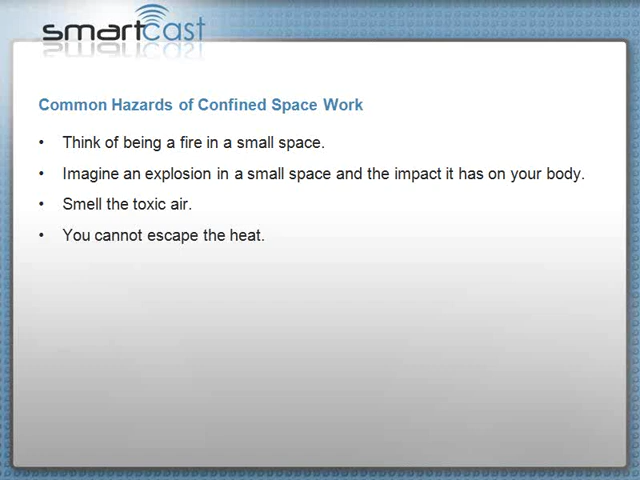 smartcast
Common Hazards of Confined Space Work
• Think of being a fire in a small space.
• Imagine an explosion in a small space and the impact it has on your body.
• Smell the toxic air.
• You cannot escape the heat.